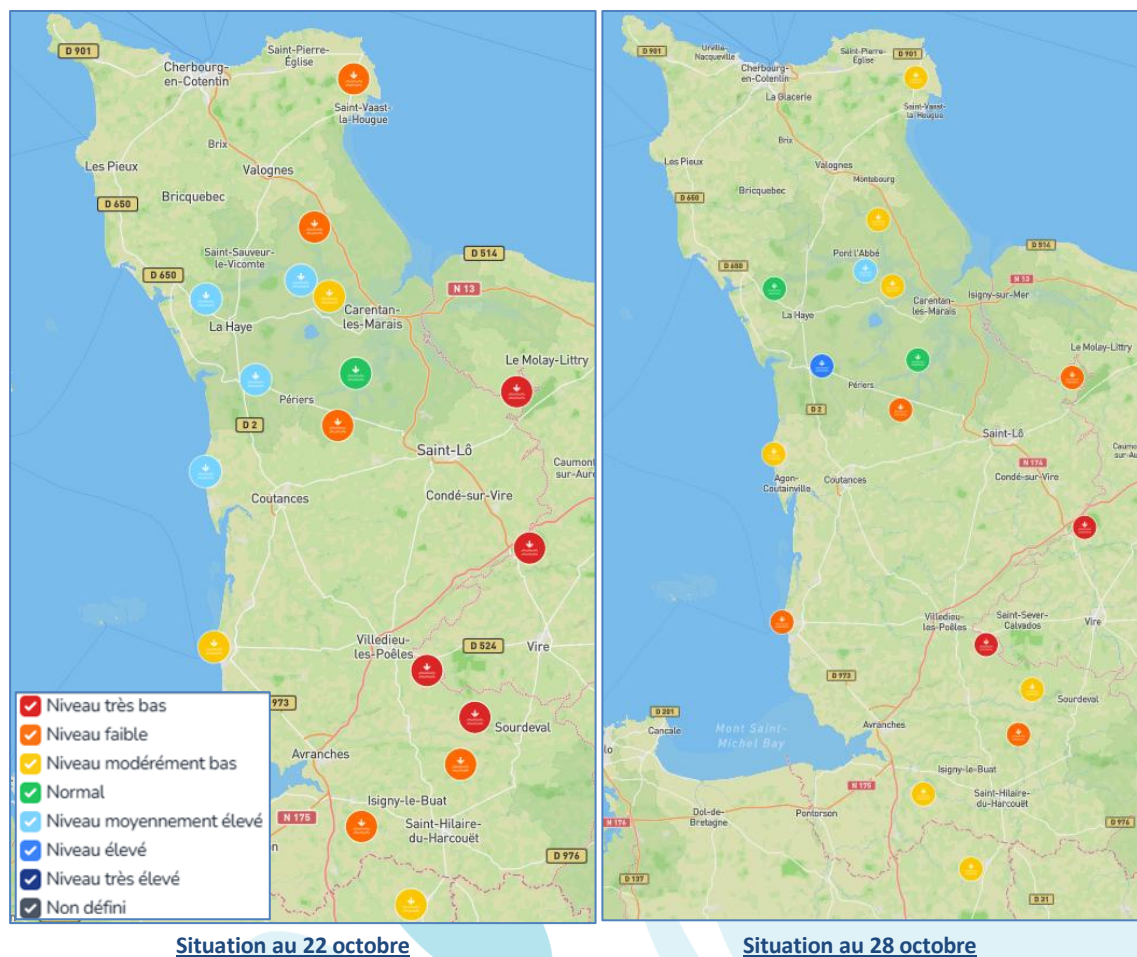 D 901
Saint-Pierre-
Église
Cherbourg-
en-Cotentin
Saint-Vaast-
la-Hougue
Brix
Les Pieux
Valognes
Bricquebec
D 650
Saint-Sauveur-
le-Vicomte
D 514
D 650
N 13
La Haye
Carentan-
les-Marais
Le Molay-Littry
Périers
D 2
Saint-Lô
Caumont
sur-Aure
Coutances
Condé-sur-Vire
Villedieu-
les-Poêles
D 524
Vire
973
Sourdeval
Avranches
Isigny-le-Buat
N 175
Saint-Hilaire-
du-Harcouët
D 976
Niveau très bas
Niveau faible
Niveau modérément bas
Normal
Niveau moyennement élevé
Niveau élevé
Niveau très élevé
Non défini
Situation au 22 octobre
D 901
Urville-
Nacqueville
Saint-Pierre-
Église
D 901
Cherbourg-
en-Cotentin
La Glacerie
Saint-Vaast-
la-Hougue
Brix
Les Pieux
Valognes
Montebourg
Bricquebec
D 650
Pont l'Abbé
D 514
D 650
N 13
Isigny-sur-Mer
La Haye
Carentan-
les-Marais
Le Molay-Littry
Périers
D 2
Saint-Lô
N 174
Caumo
sur-Au
Agon-
Coutainville
Coutances
Condé-sur-Vire
Villedieu-
les-Poêles
Saint-Sever-
Calvados
Vire
D 973
Sourdeval
D 201
Cancale
Mont Saint-
Michel Bay
Avranches
lo
Isigny-le-Buat
N 175
Saint-Hilaire-
du-Harcouët
Dol-de-
Bretagne
Pontorson
N 176
D 976
D 137
D 31
Situation au 28 octobre